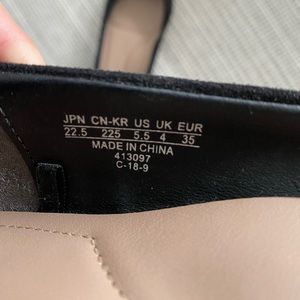 JPN CN-KR US UK EUR
22.5 225 5.5 4 35
MADE IN CHINA
413097
C-18-9